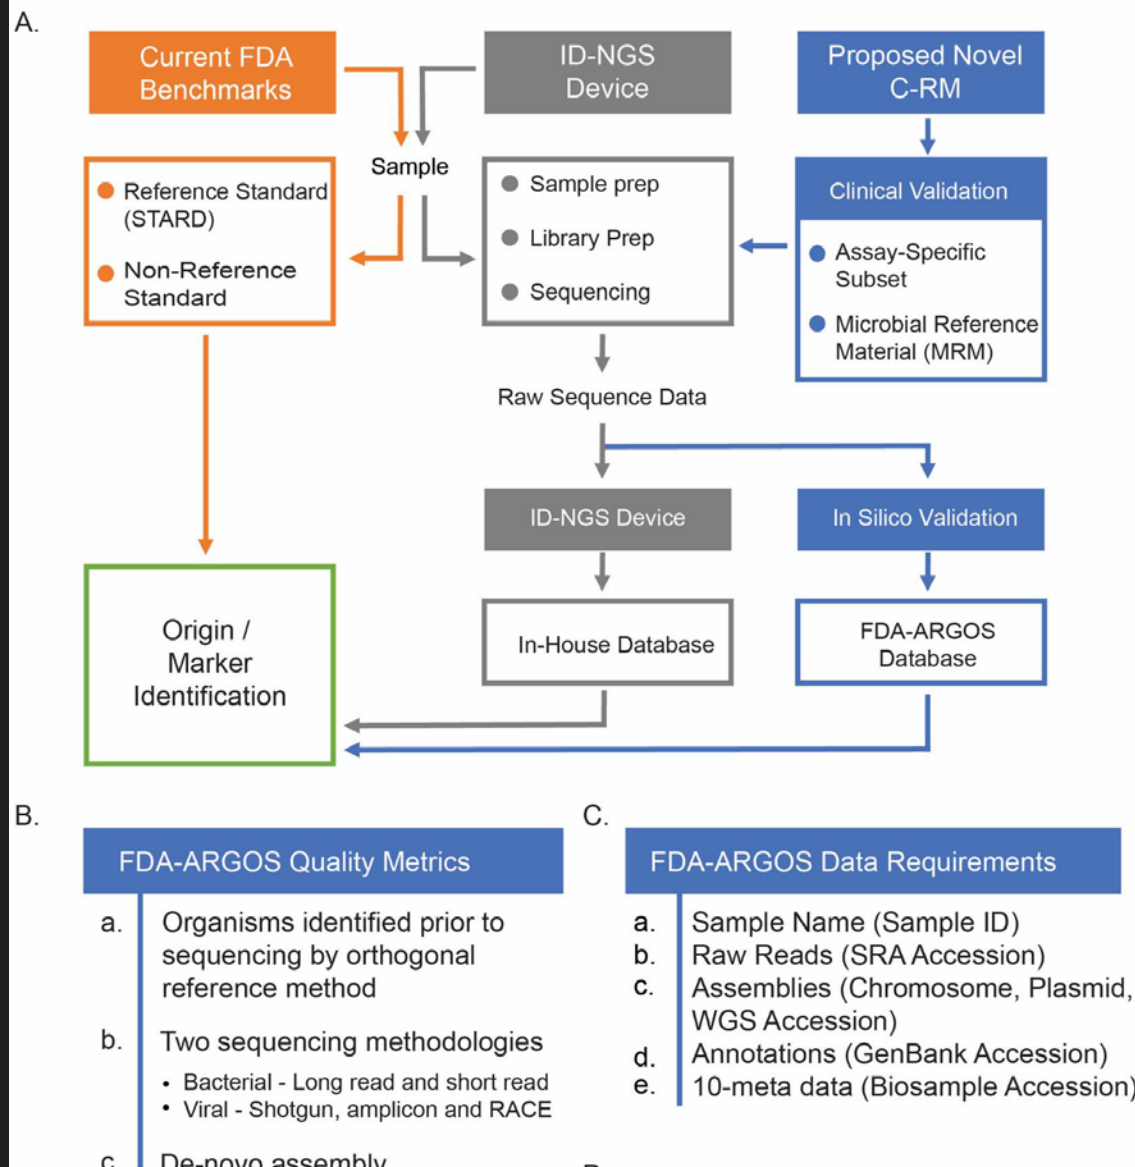 A.
Current FDA
Benchmarks
ID-NGS
Device
Proposed Novel
C-RM
Sample
Reference Standard
(STARD)
Non-Reference
Standard
Sample prep
Library Prep
Sequencing
Clinical Validation
Assay-Specific
Subset
Microbial Reference
Material (MRM)
Raw Sequence Data
ID-NGS Device
In Silico Validation
Origin /
Marker
Identification
In-House Database
FDA-ARGOS
Database
B.
FDA-ARGOS Quality Metrics
a. Organisms identified prior to
sequencing by orthogonal
reference method
b. Two sequencing methodologies
• Bacterial - Long read and short read
• Viral - Shotgun, amplicon and RACE
c. De-novo assembly
C.
FDA-ARGOS Data Requirements
a. Sample Name (Sample ID)
b. Raw Reads (SRA Accession)
c. Assemblies (Chromosome, Plasmid,
WGS Accession)
d. Annotations (GenBank Accession)
e. 10-meta data (Biosample Accession)